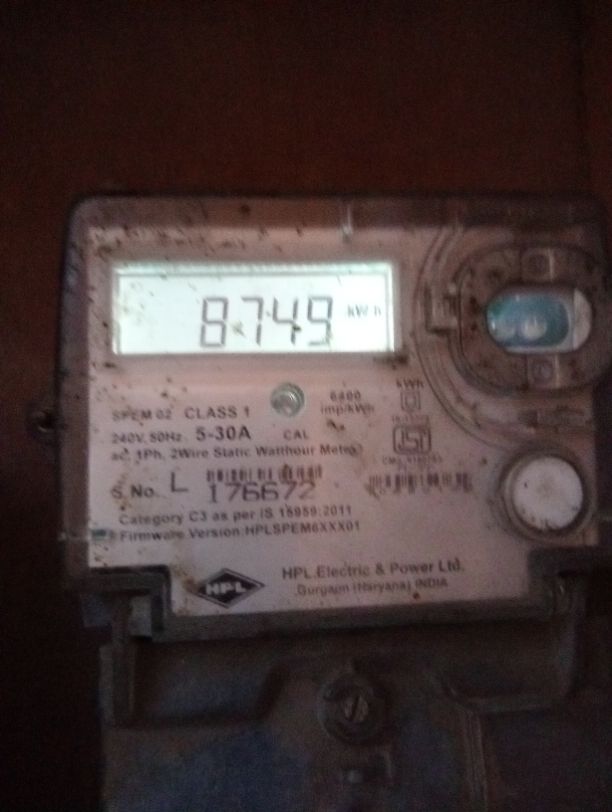 8749 kWh
kWh
6400
imp/kWh
SPEM 02 CLASS 1
240V, 50Hz. 5-30A CAL
ac, 1Ph, 2Wire Static Watthour Meter
S.No. L 176672
Category C3 as per IS 15959:2011
Firmware Version:HPLSPEM6XXX01
HPL
HPL Electric & Power Ltd.
Gurgaon (Haryana) INDIA